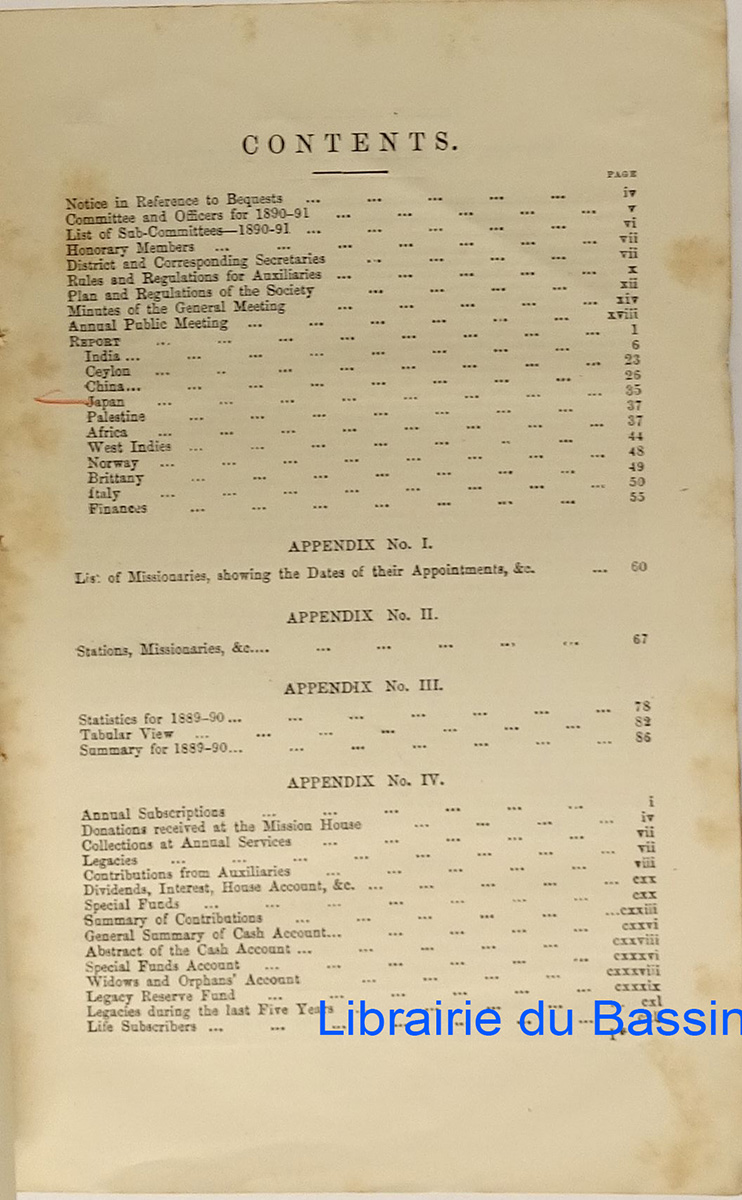 CONTENTS.
PAGE
Notice in Reference to Bequests ... ... ... ... ... iv
Committee and Officers for 1890-91 ... ... ... ... ... v
List of Sub-Committees—1890-91 ... ... ... ... ... vi
Honorary Members ... ... ... ... ... ... vii
District and Corresponding Secretaries ... ... ... ... vii
Rules and Regulations for Auxiliaries ... ... ... ... ... x
Plan and Regulations of the Society ... ... ... ... xii
Minutes of the General Meeting ... ... ... ... ... xiv
Annual Public Meeting ... ... ... ... ... ... xviii
REPORT ... ... ... ... ... ... ... ... 1
India ... ... ... ... ... ... ... ... 6
Ceylon ... ... ... ... ... ... ... ... 23
China... ... ... ... ... ... ... ... 26
Japan ... ... ... ... ... ... ... ... 35
Palestine ... ... ... ... ... ... ... 37
Africa ... ... ... ... ... ... ... ... 37
West Indies ... ... ... ... ... ... ... 44
Norway ... ... ... ... ... ... ... ... 48
Brittany ... ... ... ... ... ... ... 49
Italy ... ... ... ... ... ... ... ... 50
Finances ... ... ... ... ... ... ... 55
APPENDIX No. I.
List of Missionaries, showing the Dates of their Appointments, &c. ... 60
APPENDIX No. II.
Stations, Missionaries, &c.... ... ... ... ... ... 67
APPENDIX No. III.
Statistics for 1889-90... ... ... ... ... ... ... 78
Tabular View ... ... ... ... ... ... ... 82
Summary for 1889-90... ... ... ... ... ... ... 86
APPENDIX No. IV.
Annual Subscriptions ... ... ... ... ... ... i
Donations received at the Mission House ... ... ... ... iv
Collections at Annual Services ... ... ... ... ... vii
Legacies ... ... ... ... ... ... ... ... vii
Contributions from Auxiliaries ... ... ... ... ... viii
Dividends, Interest, House Account, &c. ... ... ... ... ... cxx
Special Funds ... ... ... ... ... ... ... cxx
Summary of Contributions ... ... ... ... ... ...cxxiii
General Summary of Cash Account... ... ... ... ... cxxvi
Abstract of the Cash Account ... ... ... ... ... cxxviii
Special Funds Account ... ... ... ... ... ... cxxxvi
Widows and Orphans' Account ... ... ... ... cxxxviii
Legacy Reserve Fund ... ... ... ... ... ... cxxxix
Legacies during the last Five Years ... cxl
Life Subscribers ... ...
Librairie du Bassin